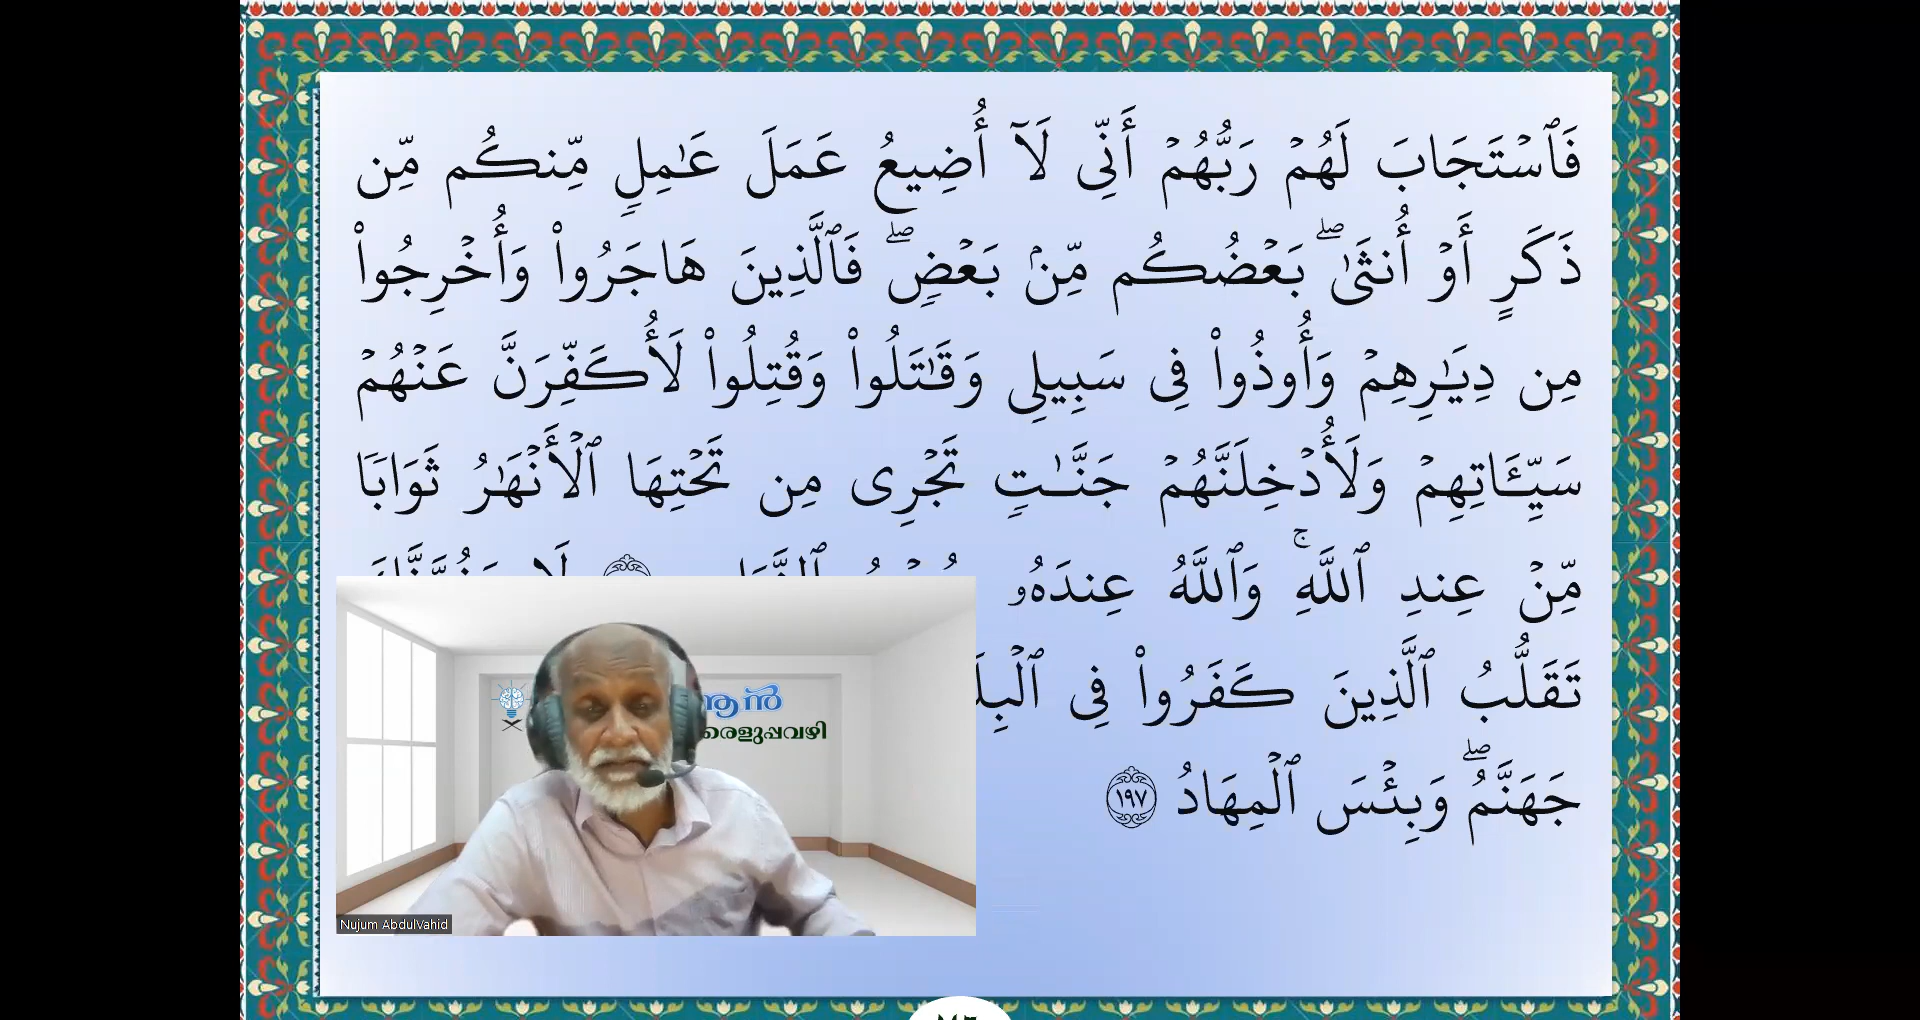 فَٱسۡتَجَابَ لَهُمۡ رَبُّهُمۡ أَنِّى لَآ أُضِيعُ عَمَلَ عَٰمِلٖ مِّنكُم مِّن
ذَكَرٍ أَوۡ أُنثَىٰۖ بَعۡضُكُم مِّنۢ بَعۡضٖۖ فَٱلَّذِينَ هَاجَرُواْ وَأُخۡرِجُواْ
مِن دِيَٰرِهِمۡ وَأُوذُواْ فِى سَبِيلِى وَقَٰتَلُواْ وَقُتِلُواْ لَأُكَفِّرَنَّ عَنۡهُمۡ
سَيِّـَٔاتِهِمۡ وَلَأُدۡخِلَنَّهُمۡ جَنَّٰتٖ تَجۡرِى مِن تَحۡتِهَا ٱلۡأَنۡهَٰرُ ثَوَابٗا
مِّنۡ عِندِ ٱللَّهِۚ وَٱللَّهُ عِندَهُۥ
تَقَلُّبُ ٱلَّذِينَ كَفَرُواْ فِى
جَهَنَّمُۖ وَبِئۡسَ ٱلۡمِهَادُ ١٩٧
Nujum AbdulVahid